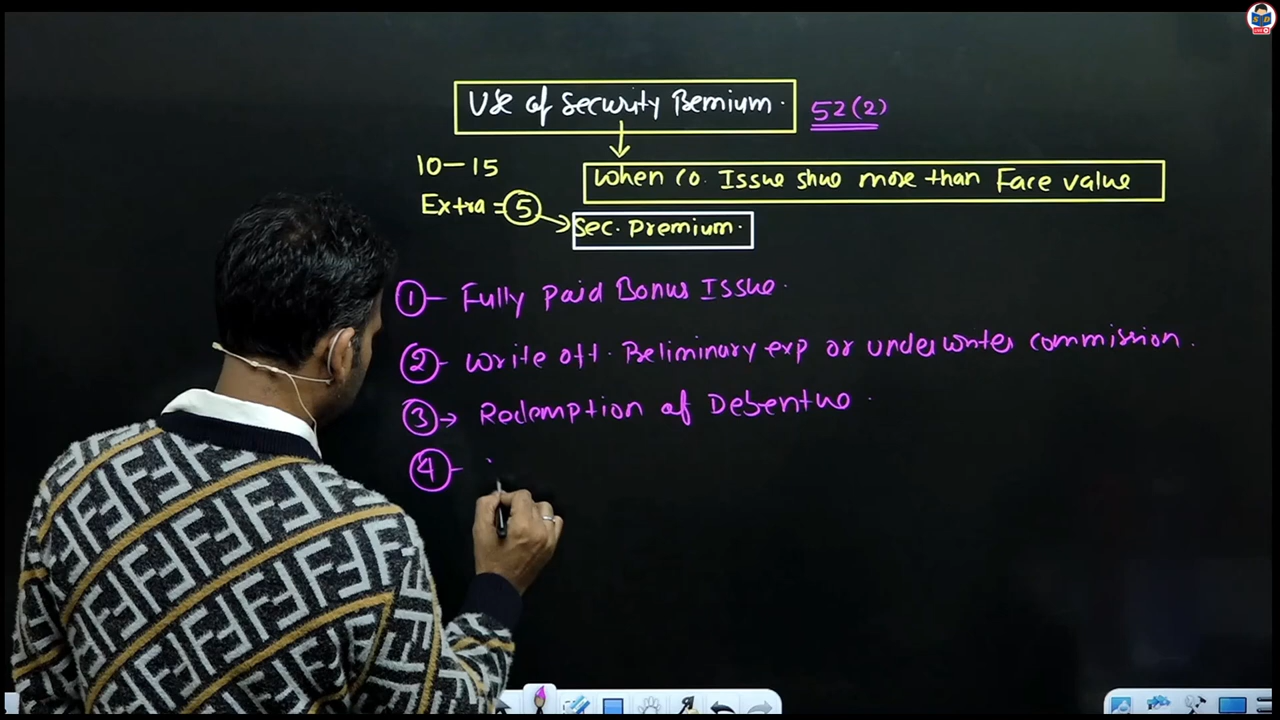 Use of Security Premium. 52(2)
10-15
When Co. Issue shre more than Face value
Extra = 5
Sec. Premium.
1- Fully Paid Bonus Issue.
2- Write off. Preliminary exp or underwriter commission.
3→ Redemption of Debenture.
4-